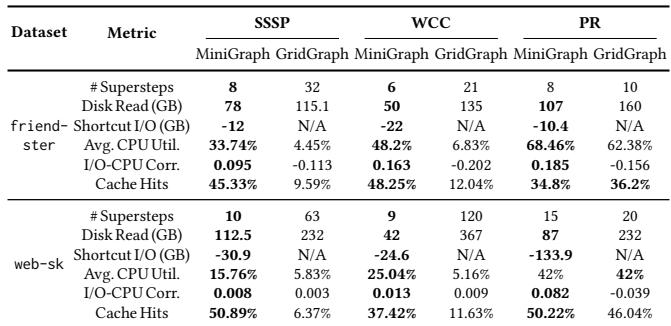 Dataset Metric SSSP WCC PR
MiniGraph GridGraph MiniGraph GridGraph MiniGraph GridGraph
# Supersteps 8 32 6 21 8 10
Disk Read (GB) 78 115.1 50 135 107 160
friend-ster Shortcut I/O (GB) -12 N/A -22 N/A -10.4 N/A
Avg. CPU Util. 33.74% 4.45% 48.2% 6.83% 68.46% 62.38%
I/O-CPU Corr. 0.095 -0.113 0.163 -0.202 0.185 -0.156
Cache Hits 45.33% 9.59% 48.25% 12.04% 34.8% 36.2%
# Supersteps 10 63 9 120 15 20
Disk Read (GB) 112.5 232 42 367 87 232
web-sk Shortcut I/O (GB) -30.9 N/A -24.6 N/A -133.9 N/A
Avg. CPU Util. 15.76% 5.83% 25.04% 5.16% 42% 42%
I/O-CPU Corr. 0.008 0.003 0.013 0.009 0.082 -0.039
Cache Hits 50.89% 6.37% 37.42% 11.63% 50.22% 46.04%